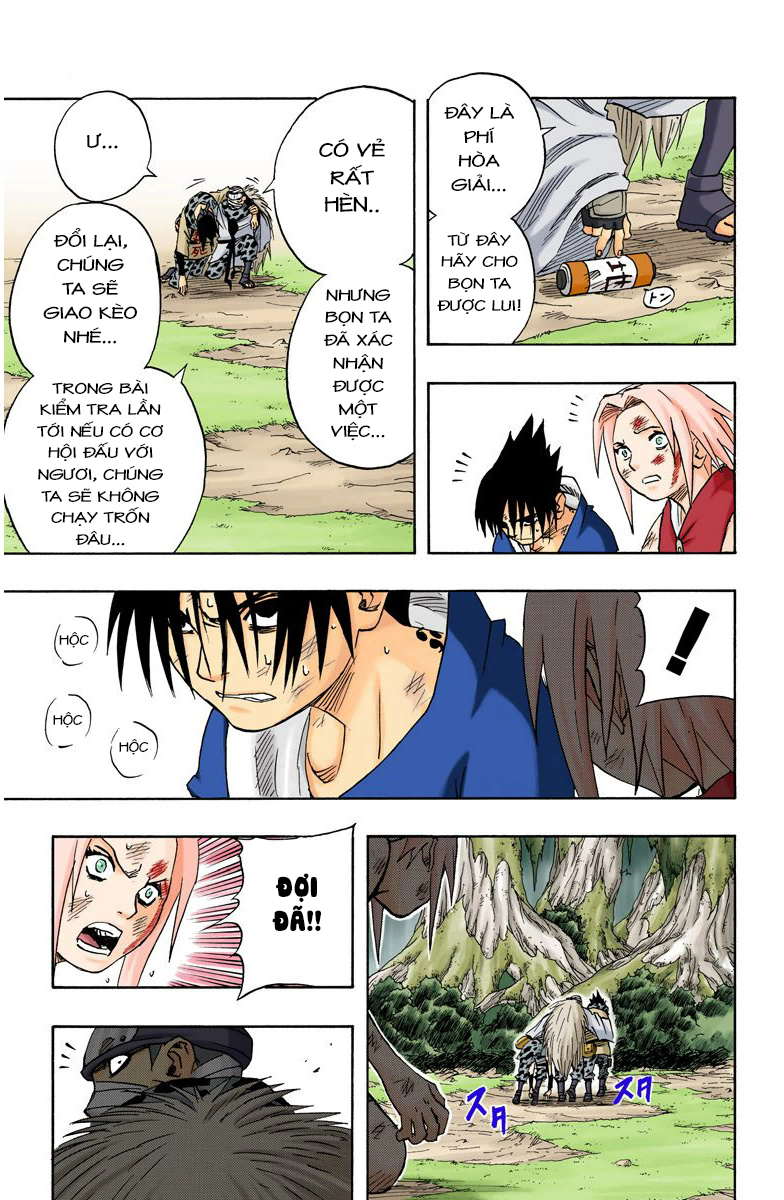 ĐÂY LÀ
PHÍ
HÒA
GIẢI...
TỪ ĐÂY
HÃY CHO
BỌN TA
ĐƯỢC LUI!
地
トン
CÓ VẺ
RẤT
HÈN..
NHƯNG
BỌN TA
ĐÃ XÁC
NHẬN
ĐƯỢC
MỘT
VIỆC...
Ư...
ĐỔI LẠI,
CHÚNG
TA SẼ
GIAO KÈO
NHÉ...
TRONG BÀI
KIỂM TRA LẦN
TỚI NẾU CÓ CƠ
HỘI ĐẤU VỚI
NGƯƠI, CHÚNG
TA SẼ KHÔNG
CHẠY TRỐN
ĐÂU...
!
HỘC
HỘC
HỘC
スタ
スタ
ĐỢI
ĐÃ!!